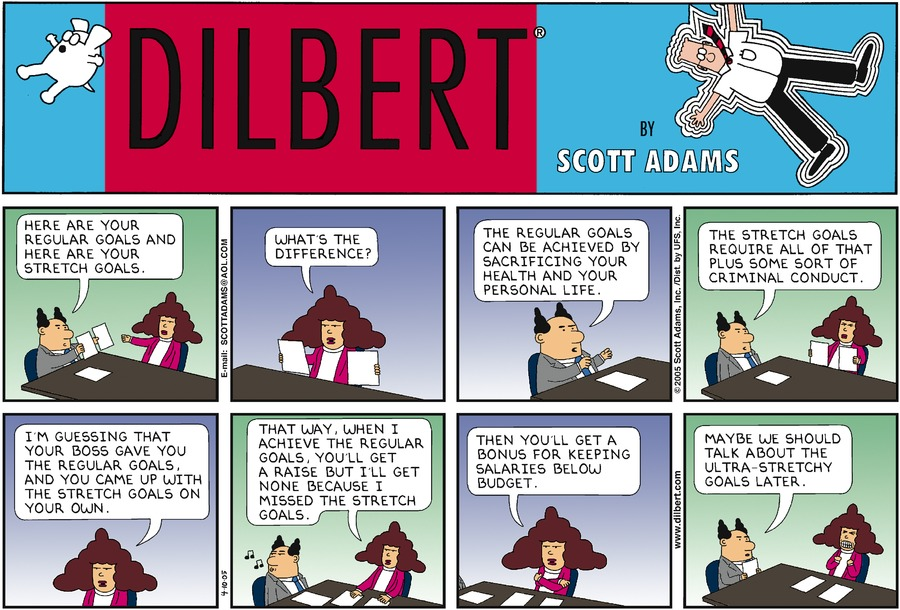 DILBERT®
BY
SCOTT ADAMS
HERE ARE YOUR
REGULAR GOALS AND
HERE ARE YOUR
STRETCH GOALS.
E-mail: SCOTTADAMS@AOL.COM
WHAT'S THE
DIFFERENCE?
THE REGULAR GOALS
CAN BE ACHIEVED BY
SACRIFICING YOUR
HEALTH AND YOUR
PERSONAL LIFE.
©2005 Scott Adams, Inc./Dist. by UFS, Inc.
THE STRETCH GOALS
REQUIRE ALL OF THAT
PLUS SOME SORT OF
CRIMINAL CONDUCT.
I'M GUESSING THAT
YOUR BOSS GAVE YOU
THE REGULAR GOALS,
AND YOU CAME UP WITH
THE STRETCH GOALS ON
YOUR OWN.
4-10-05
THAT WAY, WHEN I
ACHIEVE THE REGULAR
GOALS, YOU'LL GET
A RAISE BUT I'LL GET
NONE BECAUSE I
MISSED THE STRETCH
GOALS.
THEN YOU'LL GET A
BONUS FOR KEEPING
SALARIES BELOW
BUDGET.
www.dilbert.com
MAYBE WE SHOULD
TALK ABOUT THE
ULTRA-STRETCHY
GOALS LATER.